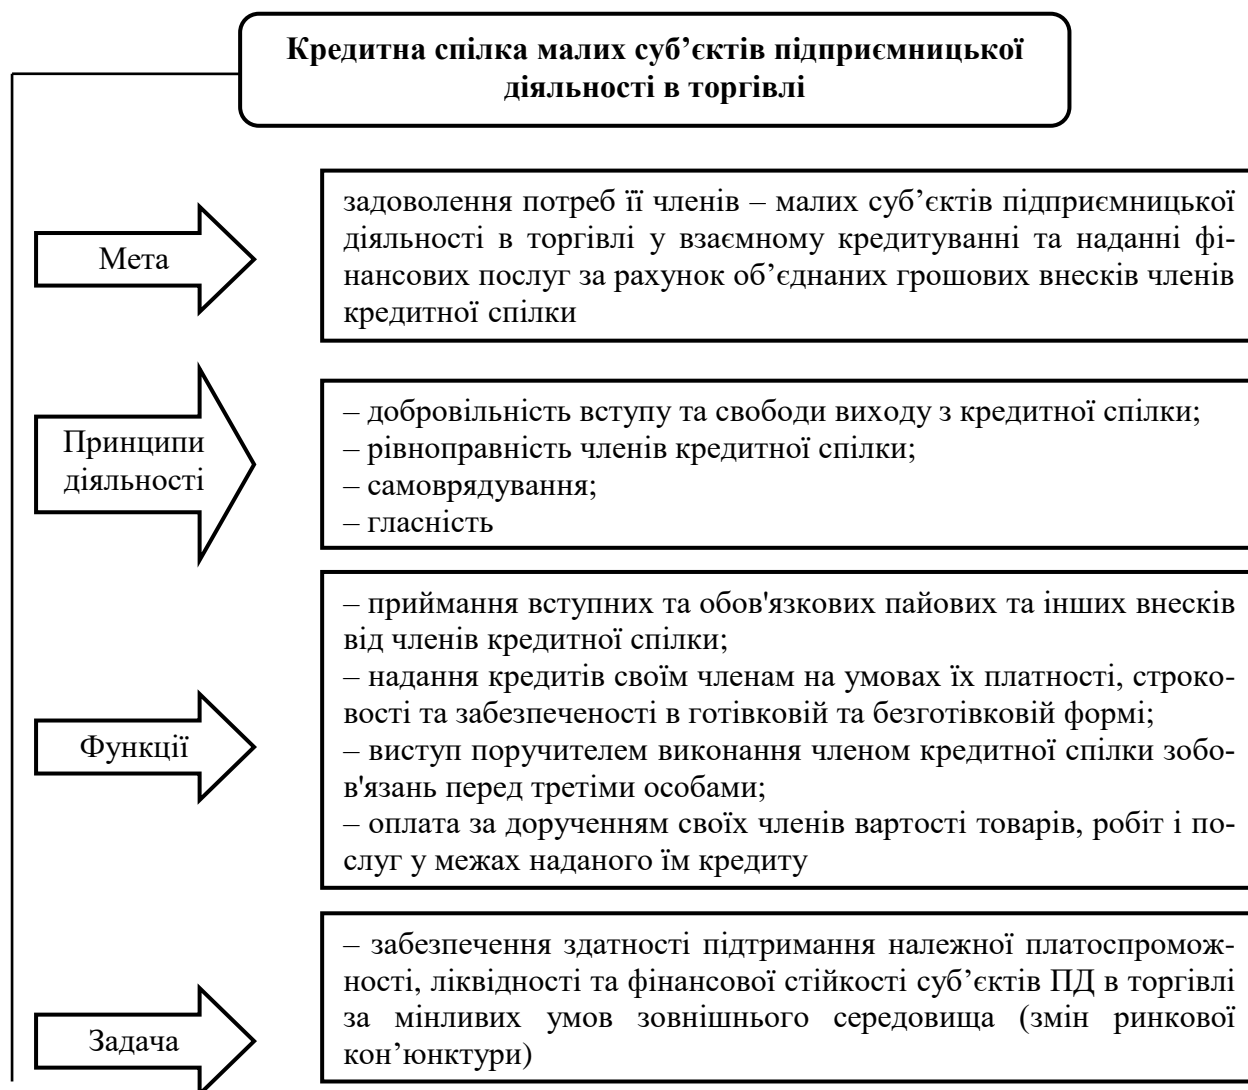 Кредитна спілка малих суб’єктів підприємницької
діяльності в торгівлі
Мета
задоволення потреб її членів – малих суб’єктів підприємницької
діяльності в торгівлі у взаємному кредитуванні та наданні фі-
нансових послуг за рахунок об’єднаних грошових внесків членів
кредитної спілки
Принципи
діяльності
– добровільність вступу та свободи виходу з кредитної спілки;
– рівноправність членів кредитної спілки;
– самоврядування;
– гласність
Функції
– приймання вступних та обов'язкових пайових та інших внесків
від членів кредитної спілки;
– надання кредитів своїм членам на умовах їх платності, строко-
вості та забезпеченості в готівковій та безготівковій формі;
– виступ поручителем виконання членом кредитної спілки зобо-
в'язань перед третіми особами;
– оплата за дорученням своїх членів вартості товарів, робіт і по-
слуг у межах наданого їм кредиту
Задача
– забезпечення здатності підтримання належної платоспромож-
ності, ліквідності та фінансової стійкості суб’єктів ПД в торгівлі
за мінливих умов зовнішнього середовища (змін ринкової
кон’юнктури)